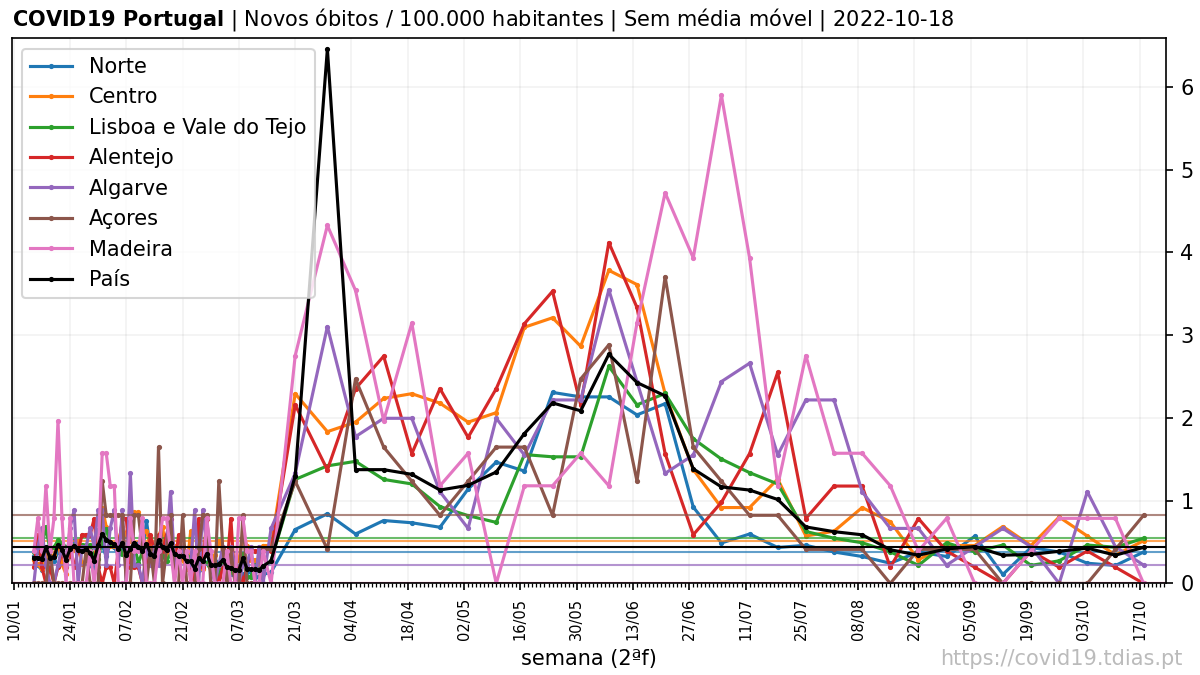 COVID19 Portugal | Novos óbitos / 100.000 habitantes | Sem média móvel | 2022-10-18
Norte
Centro
Lisboa e Vale do Tejo
Alentejo
Algarve
Açores
Madeira
País
6
5
4
3
2
1
0
10/01 24/01 07/02 21/02 07/03 21/03 04/04 18/04 02/05 16/05 30/05 13/06 27/06 11/07 25/07 08/08 22/08 05/09 19/09 03/10 17/10
semana (2ªf)
https://covid19.tdias.pt